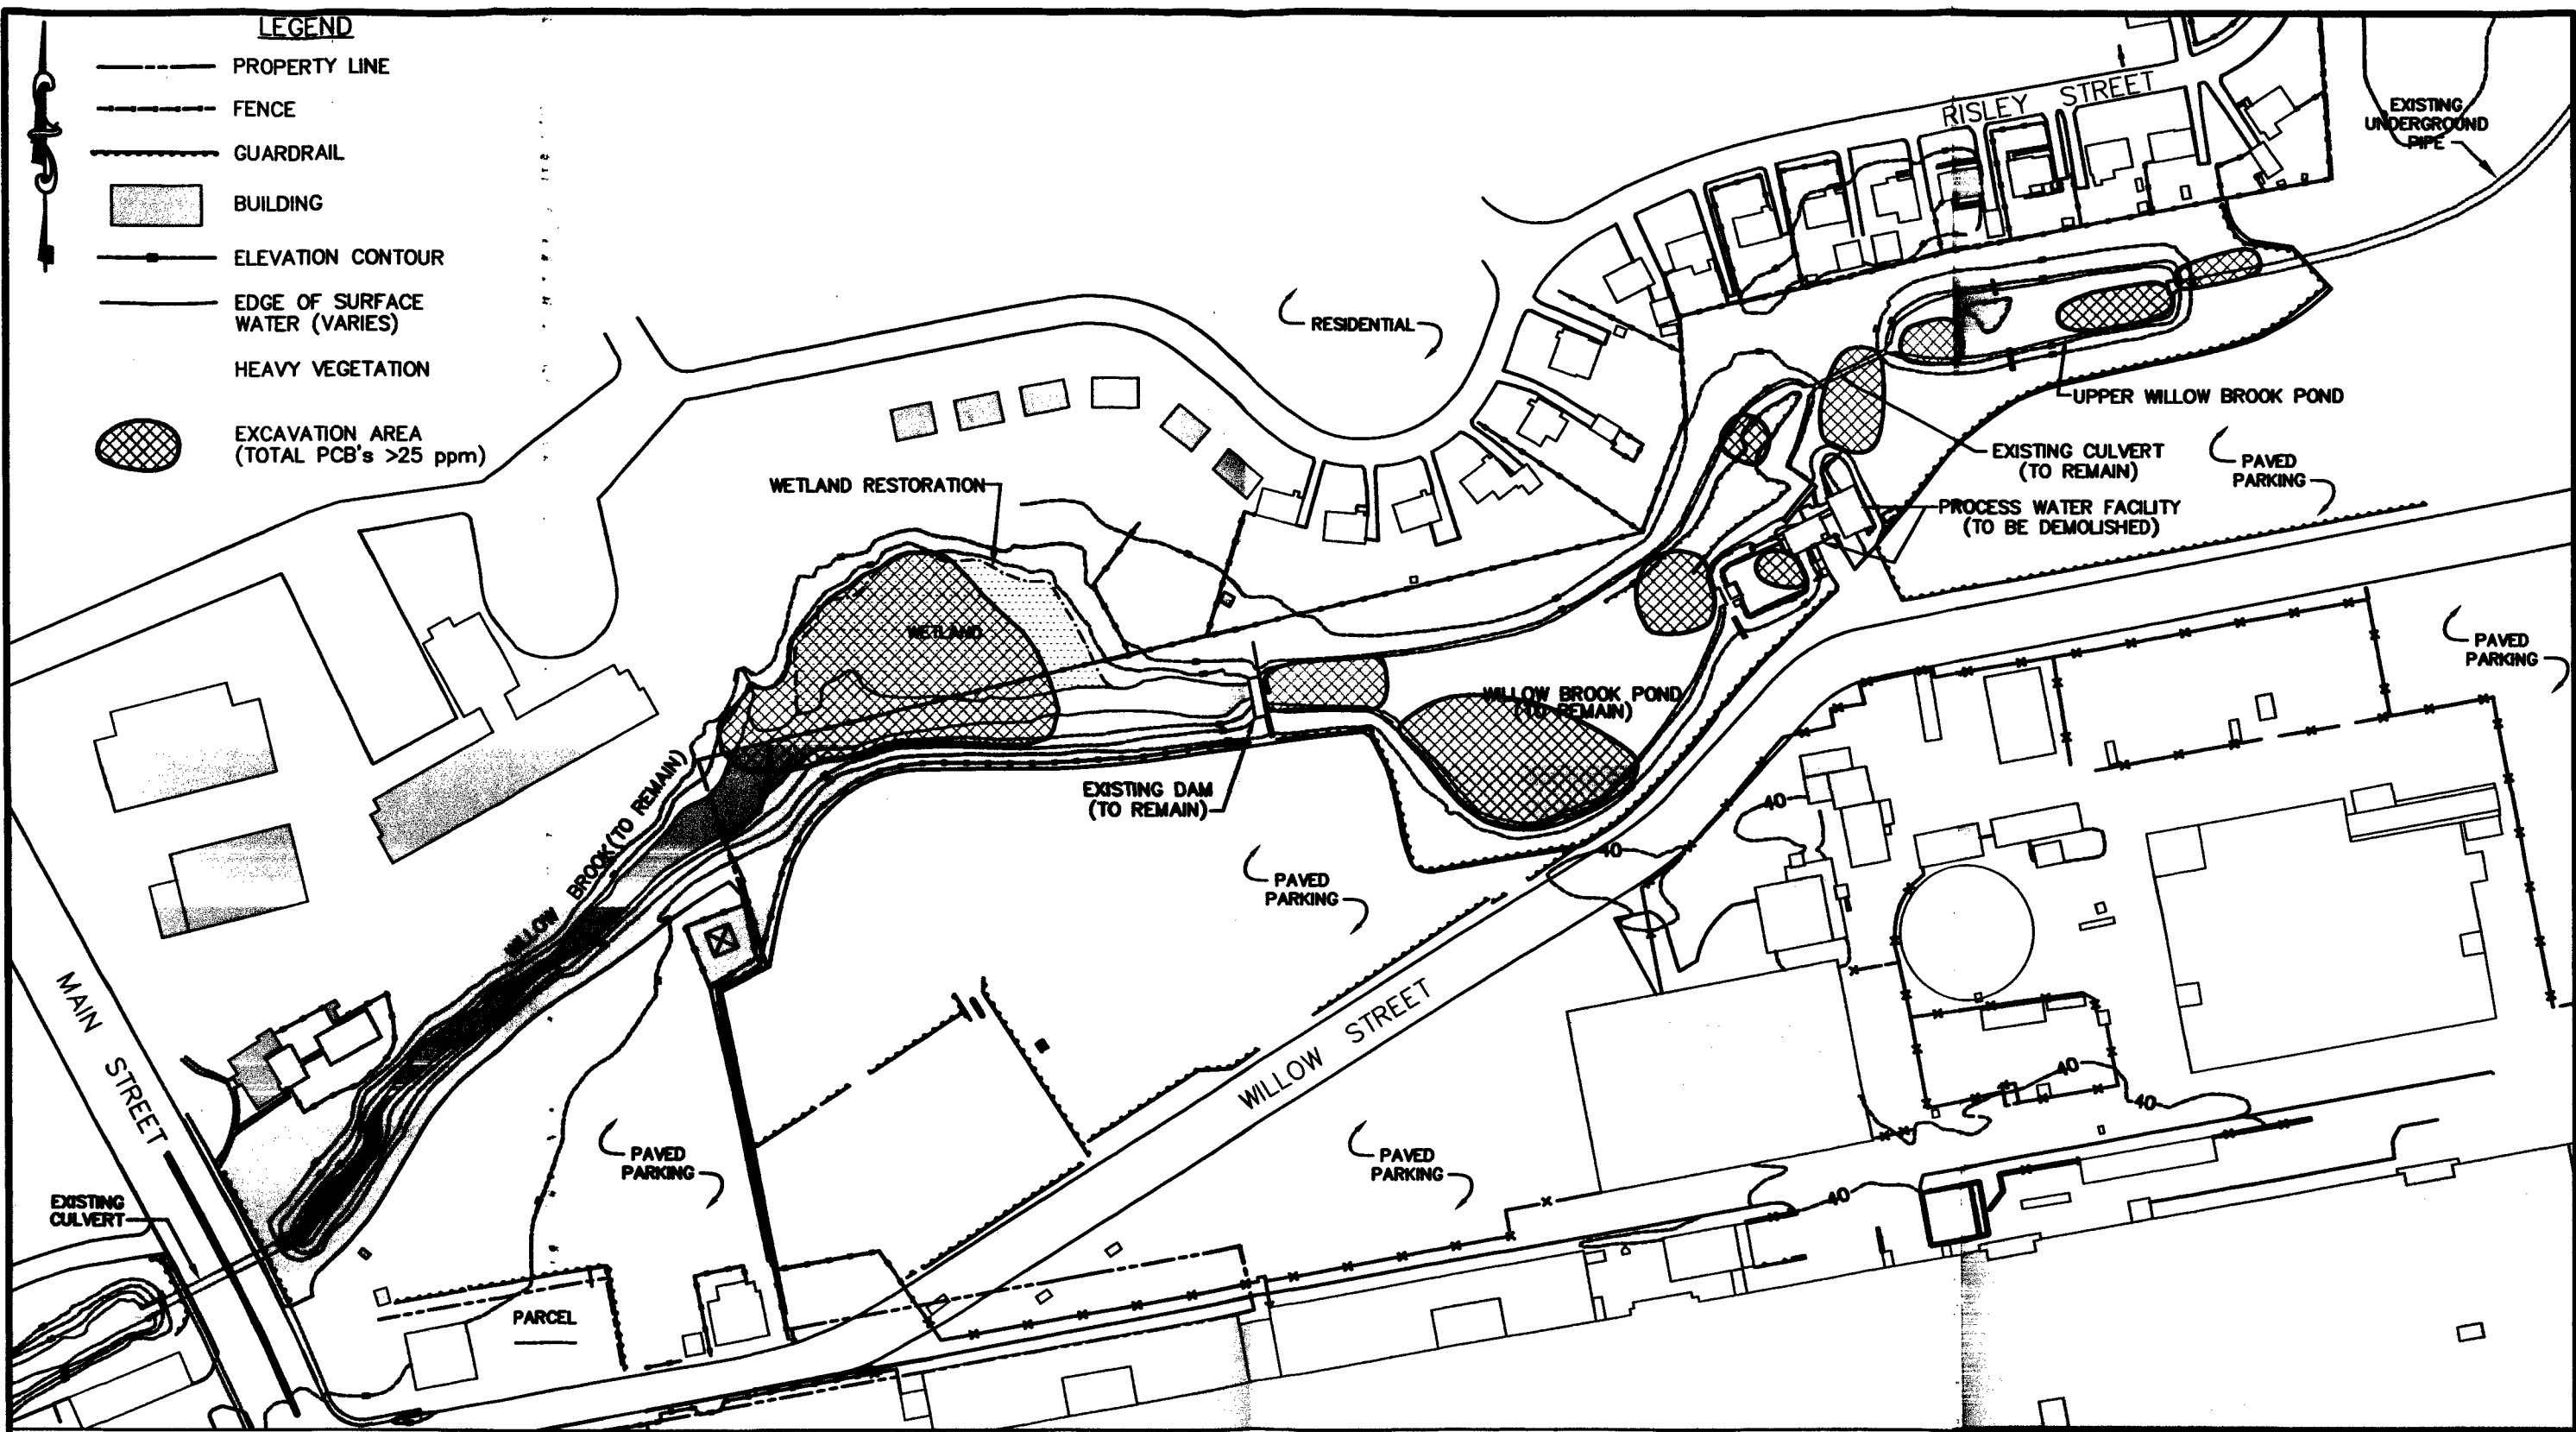 LEGEND
PROPERTY LINE
FENCE
GUARDRAIL
BUILDING
ELEVATION CONTOUR
EDGE OF SURFACE
WATER (VARIES)
HEAVY VEGETATION
EXCAVATION AREA
(TOTAL PCB's >25 ppm)
RISLEY STREET
EXISTING
UNDERGROUND
PIPE
RESIDENTIAL
UPPER WILLOW BROOK POND
EXISTING CULVERT
(TO REMAIN)
PAVED
PARKING
PROCESS WATER FACILITY
(TO BE DEMOLISHED)
WETLAND RESTORATION
WETLAND
PAVED
PARKING
WILLOW BROOK POND
(TO REMAIN)
EXISTING DAM
(TO REMAIN)
WILLOW BROOK(TO REMAIN)
40
40
PAVED
PARKING
MAIN STREET
WILLOW STREET
40
40
PAVED
PARKING
PAVED
PARKING
40
EXISTING
CULVERT
PARCEL